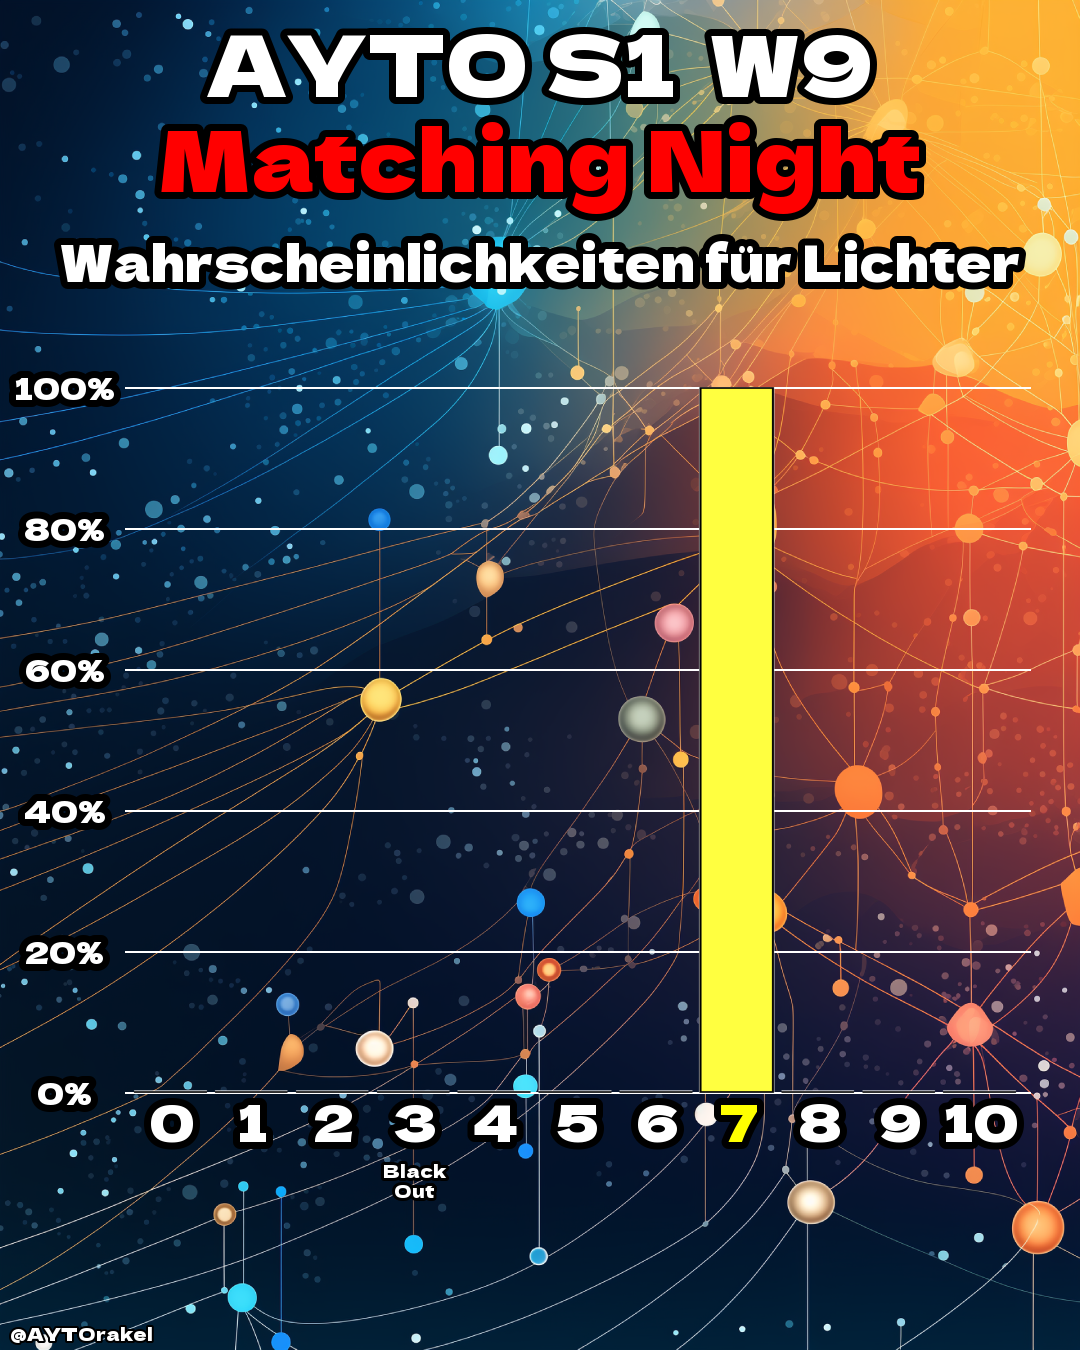 AYTO S1 W9
Matching Night
Wahrscheinlichkeiten für Lichter
100%
80%
60%
40%
20%
0%
0 1 2 3 4 5 6 7 8 9 10
Black
Out
@AYTOrakel